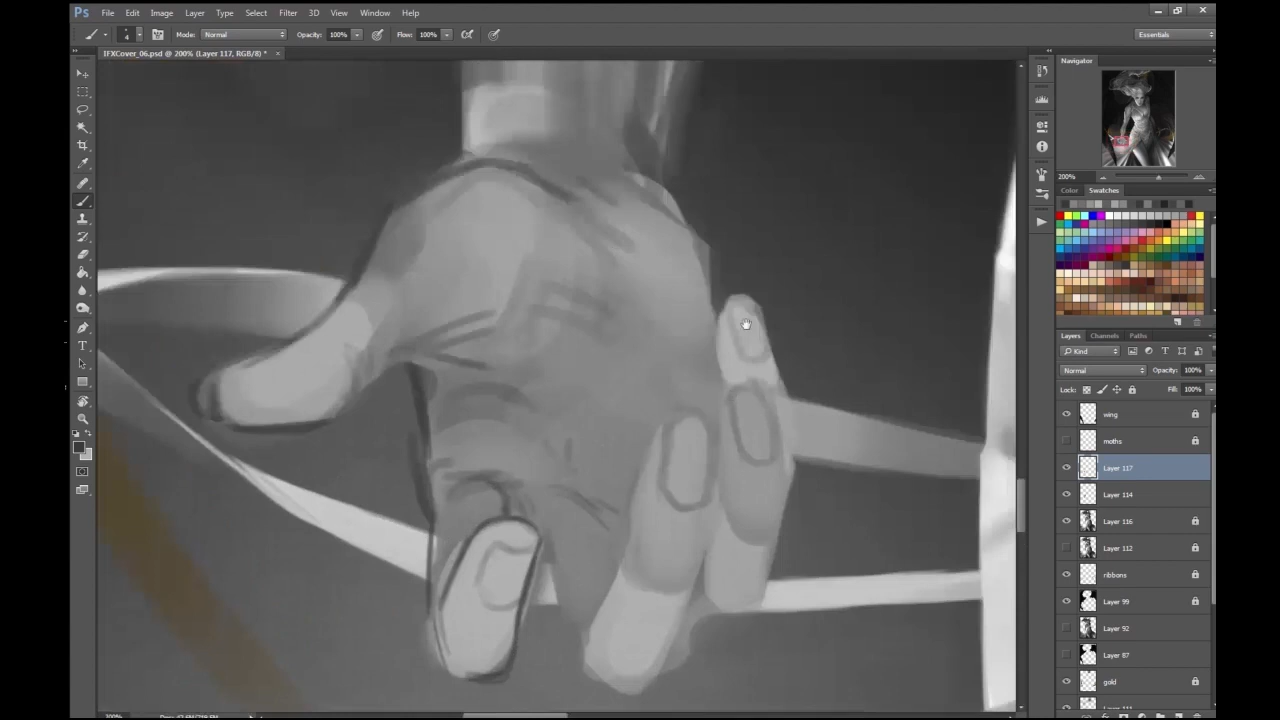 Ps File Edit Image Layer Type Select Filter 3D View Window Help
4 Mode: Normal Opacity: 100% Flow: 100% Essentials
IFXCover_06.psd @ 200% (Layer 117, RGB/8) * ×
Navigator
200%
Color Swatches
Layers Channels Paths
Kind
Normal Opacity: 100%
Lock: Fill: 100%
wing
moths
Layer 117
Layer 114
Layer 116
Layer 112
ribbons
Layer 99
Layer 92
Layer 87
gold